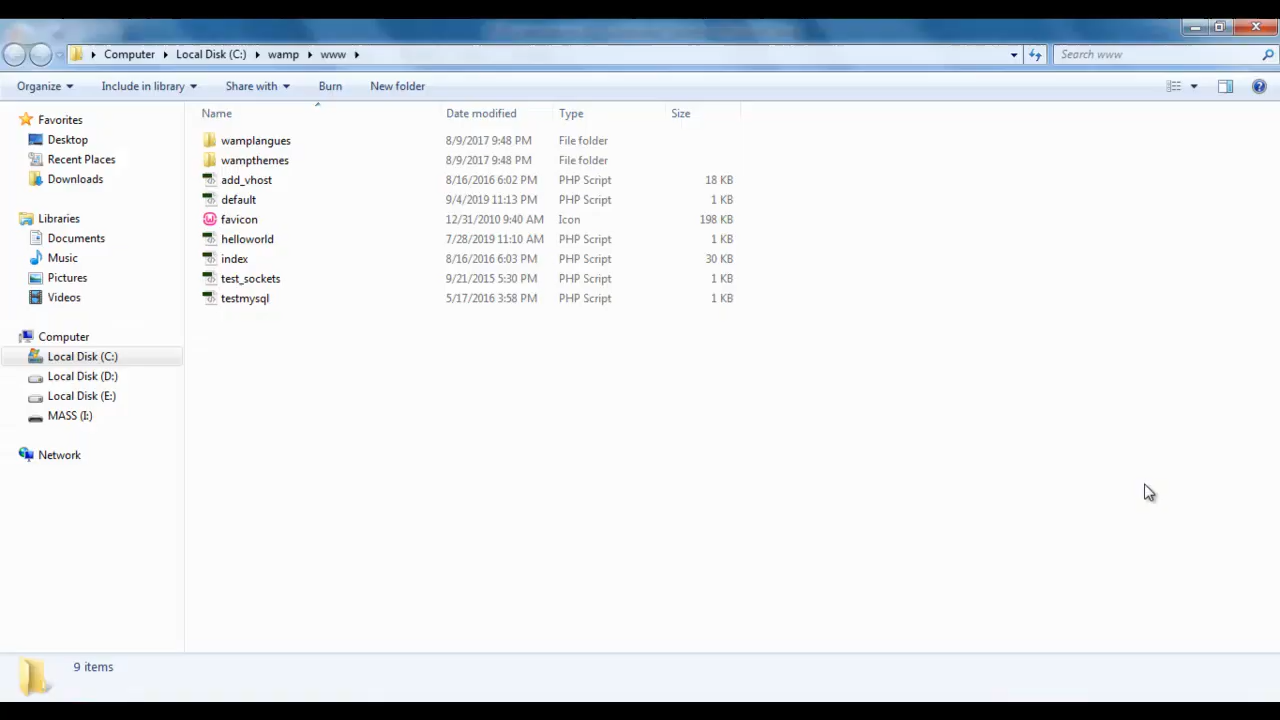 Computer Local Disk (C:) wamp www
Search www
Organize Include in library Share with Burn New folder
Name Date modified Type Size
Favorites
Desktop
Recent Places
Downloads
Libraries
Documents
Music
Pictures
Videos
Computer
Local Disk (C:)
Local Disk (D:)
Local Disk (E:)
MASS (I:)
Network
wamplangues 8/9/2017 9:48 PM File folder
wampthemes 8/9/2017 9:48 PM File folder
add_vhost 8/16/2016 6:02 PM PHP Script 18 KB
default 9/4/2019 11:13 PM PHP Script 1 KB
favicon 12/31/2010 9:40 AM Icon 198 KB
helloworld 7/28/2019 11:10 AM PHP Script 1 KB
index 8/16/2016 6:03 PM PHP Script 30 KB
test_sockets 9/21/2015 5:30 PM PHP Script 1 KB
testmysql 5/17/2016 3:58 PM PHP Script 1 KB
9 items